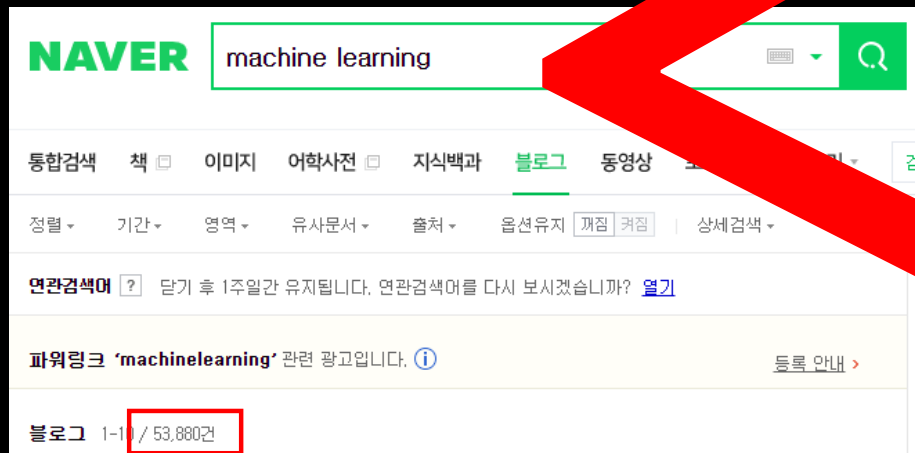 NAVER machine learning
통합검색 책 이미지 어학사전 지식백과 블로그 동영상
정렬 기간 영역 유사문서 출처 옵션유지 꺼짐 켜짐 상세검색
연관검색어 ? 닫기 후 1주일간 유지됩니다. 연관검색어를 다시 보시겠습니까? 열기
파워링크 ‘machinelearning’ 관련 광고입니다. i 등록 안내 >
블로그 1-10 / 53,880건